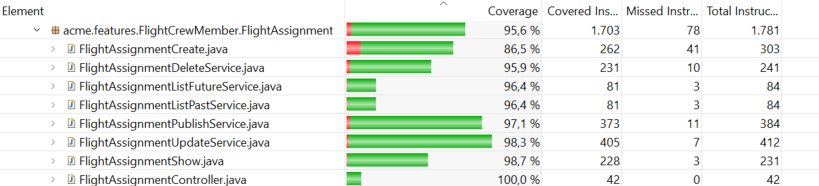 Element Coverage Covered Ins... Missed Instr... Total Instruc...
acme.features.FlightCrewMember.FlightAssignment 95,6 % 1.703 78 1.781
FlightAssignmentCreate.java 86,5 % 262 41 303
FlightAssignmentDeleteService.java 95,9 % 231 10 241
FlightAssignmentListFutureService.java 96,4 % 81 3 84
FlightAssignmentListPastService.java 96,4 % 81 3 84
FlightAssignmentPublishService.java 97,1 % 373 11 384
FlightAssignmentUpdateService.java 98,3 % 405 7 412
FlightAssignmentShow.java 98,7 % 228 3 231
FlightAssignmentController.java 100,0 % 42 0 42